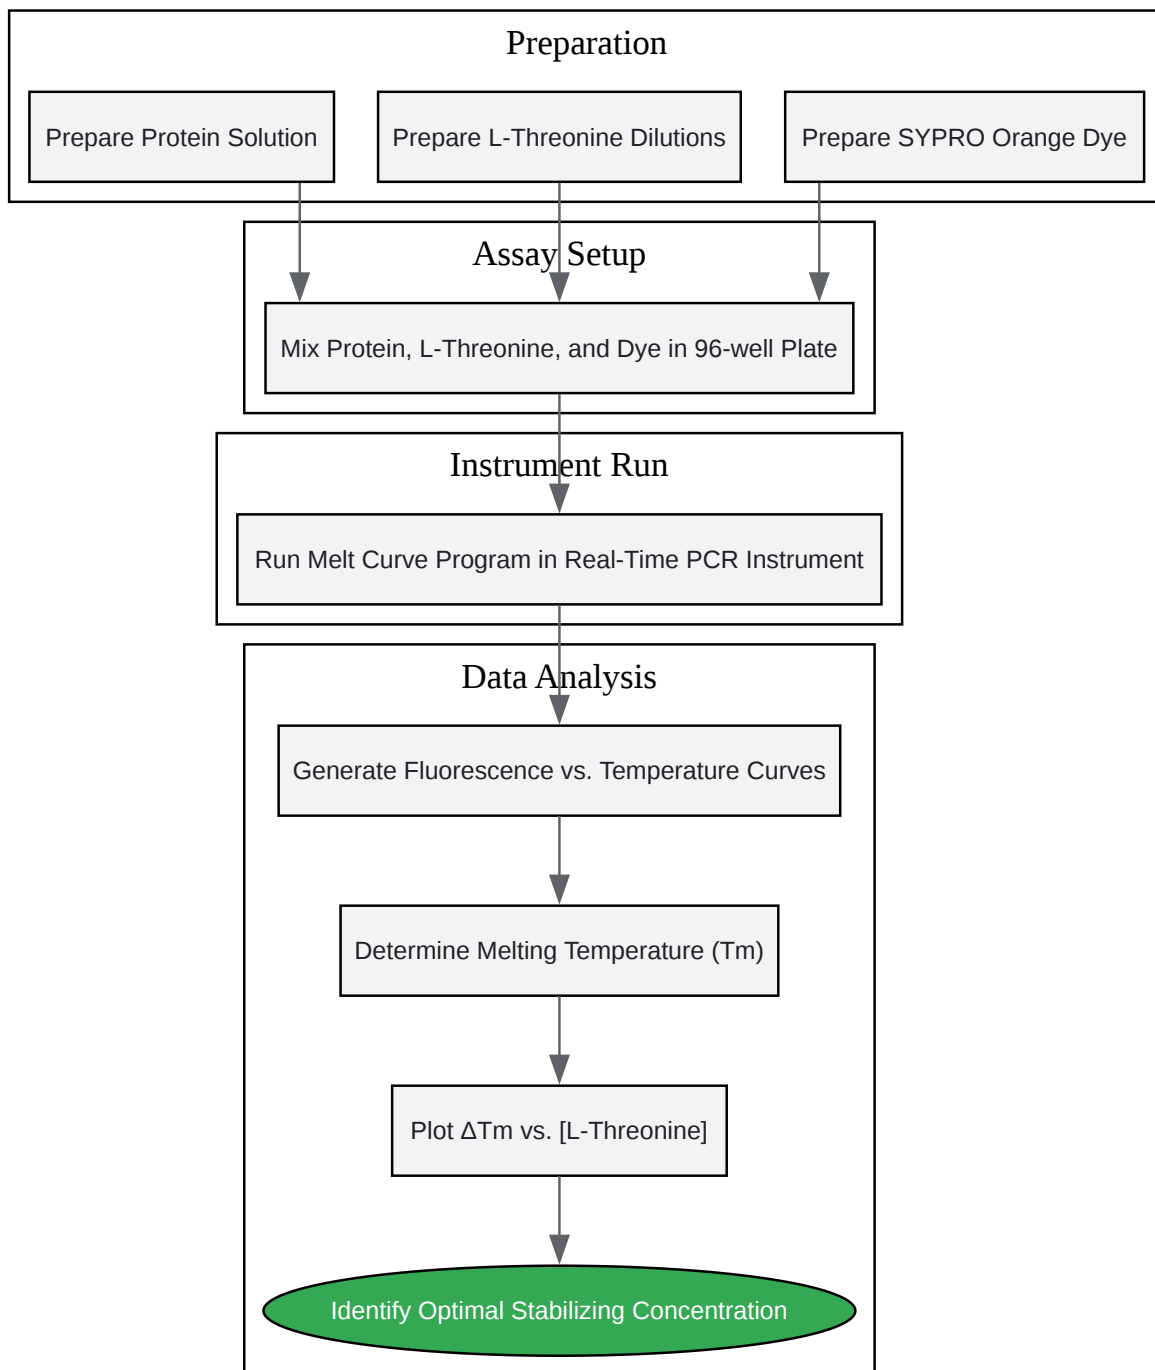 Preparation
Prepare Protein Solution
Prepare L-Threonine Dilutions
Prepare SYPRO Orange Dye
Assay Setup
Mix Protein, L-Threonine, and Dye in 96-well Plate
Instrument Run
Run Melt Curve Program in Real-Time PCR Instrument
Data Analysis
Generate Fluorescence vs. Temperature Curves
Determine Melting Temperature (Tm)
Plot ΔTm vs. [L-Threonine]
Identify Optimal Stabilizing Concentration